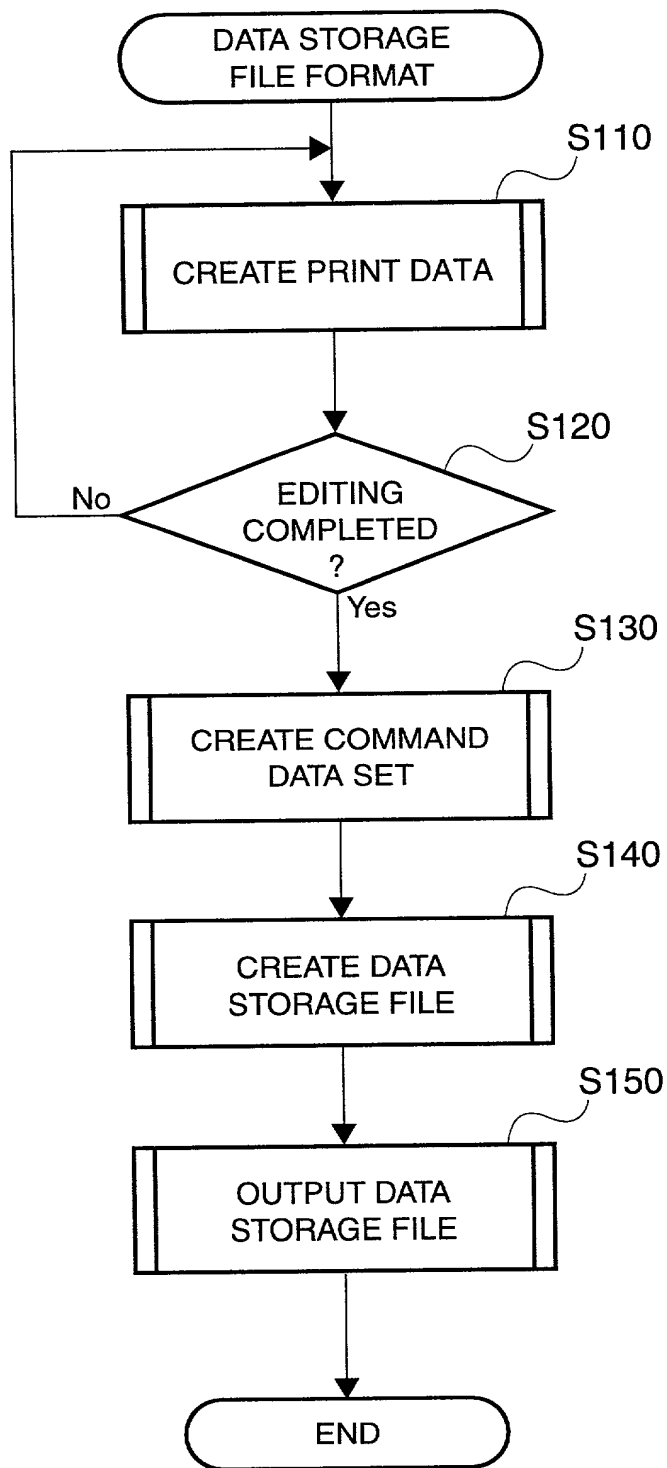 DATA STORAGE
FILE FORMAT
S110
CREATE PRINT DATA
S120
EDITING
COMPLETED
?
No
Yes
S130
CREATE COMMAND
DATA SET
S140
CREATE DATA
STORAGE FILE
S150
OUTPUT DATA
STORAGE FILE
END